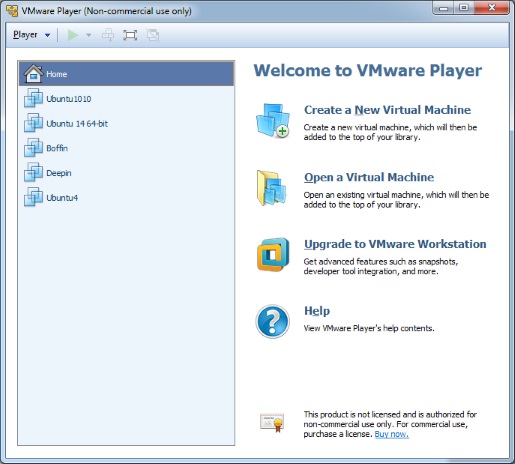 VMware Player (Non-commercial use only)
Player
Home
Ubuntu1010
Ubuntu 14 64-bit
Boffin
Deepin
Ubuntu4
Welcome to VMware Player
Create a New Virtual Machine
Create a new virtual machine, which will then be
added to the top of your library.
Open a Virtual Machine
Open an existing virtual machine, which will then be
added to the top of your library.
Upgrade to VMware Workstation
Get advanced features such as snapshots,
developer tool integration, and more.
Help
View VMware Player's help contents.
This product is not licensed and is authorized for
non-commercial use only. For commercial use,
purchase a license. Buy now.